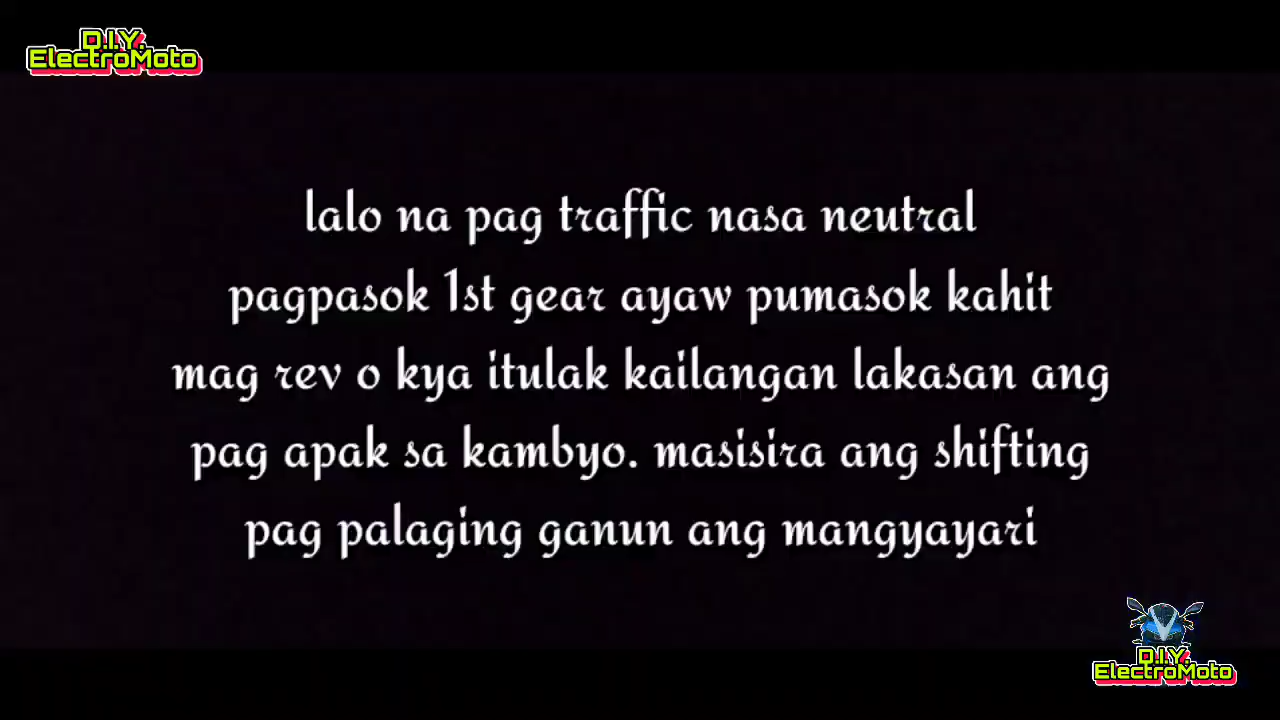 D.I.Y.
ElectroMoto
lalo na pag traffic nasa neutral
pagpasok 1st gear ayaw pumasok kahit
mag rev o kya itulak kailangan lakasan ang
pag apak sa kambyo. masisira ang shifting
pag palaging ganun ang mangyayari
D.I.Y.
ElectroMoto